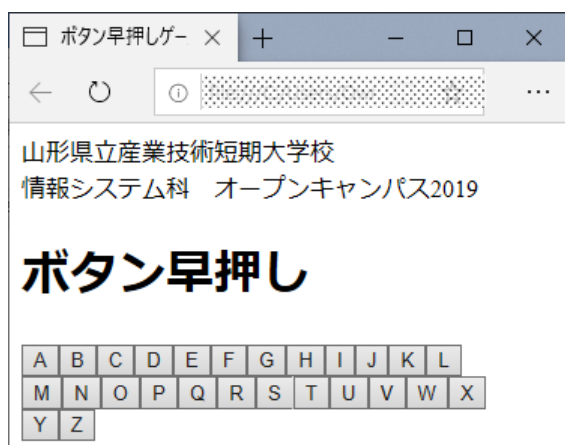 ボタン早押しゲー
山形県立産業技術短期大学校
情報システム科　オープンキャンパス2019
ボタン早押し
A B C D E F G H I J K L
M N O P Q R S T U V W X
Y Z